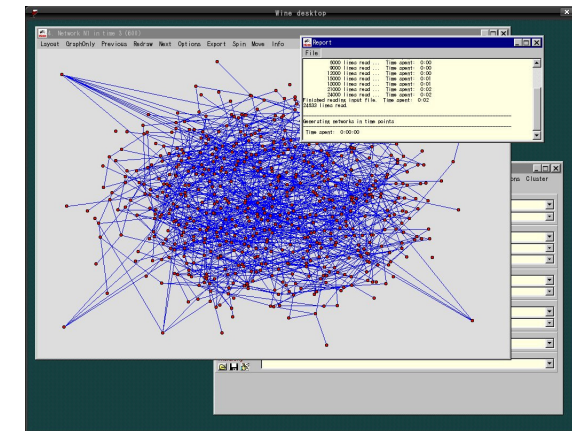 Wine desktop
Network N1 in time 3 (601)
Layout GraphOnly Previous Redraw Next Options Export Spin Move Info
Report
File
6000 lines read ... Time spent: 0:00
9000 lines read ... Time spent: 0:00
12000 lines read ... Time spent: 0:00
15000 lines read ... Time spent: 0:01
18000 lines read ... Time spent: 0:01
21000 lines read ... Time spent: 0:02
24000 lines read ... Time spent: 0:02
Finished reading input file. Time spent: 0:02
lines read.
Generating networks in time points
Time spent: 0:00:00
ons Cluster